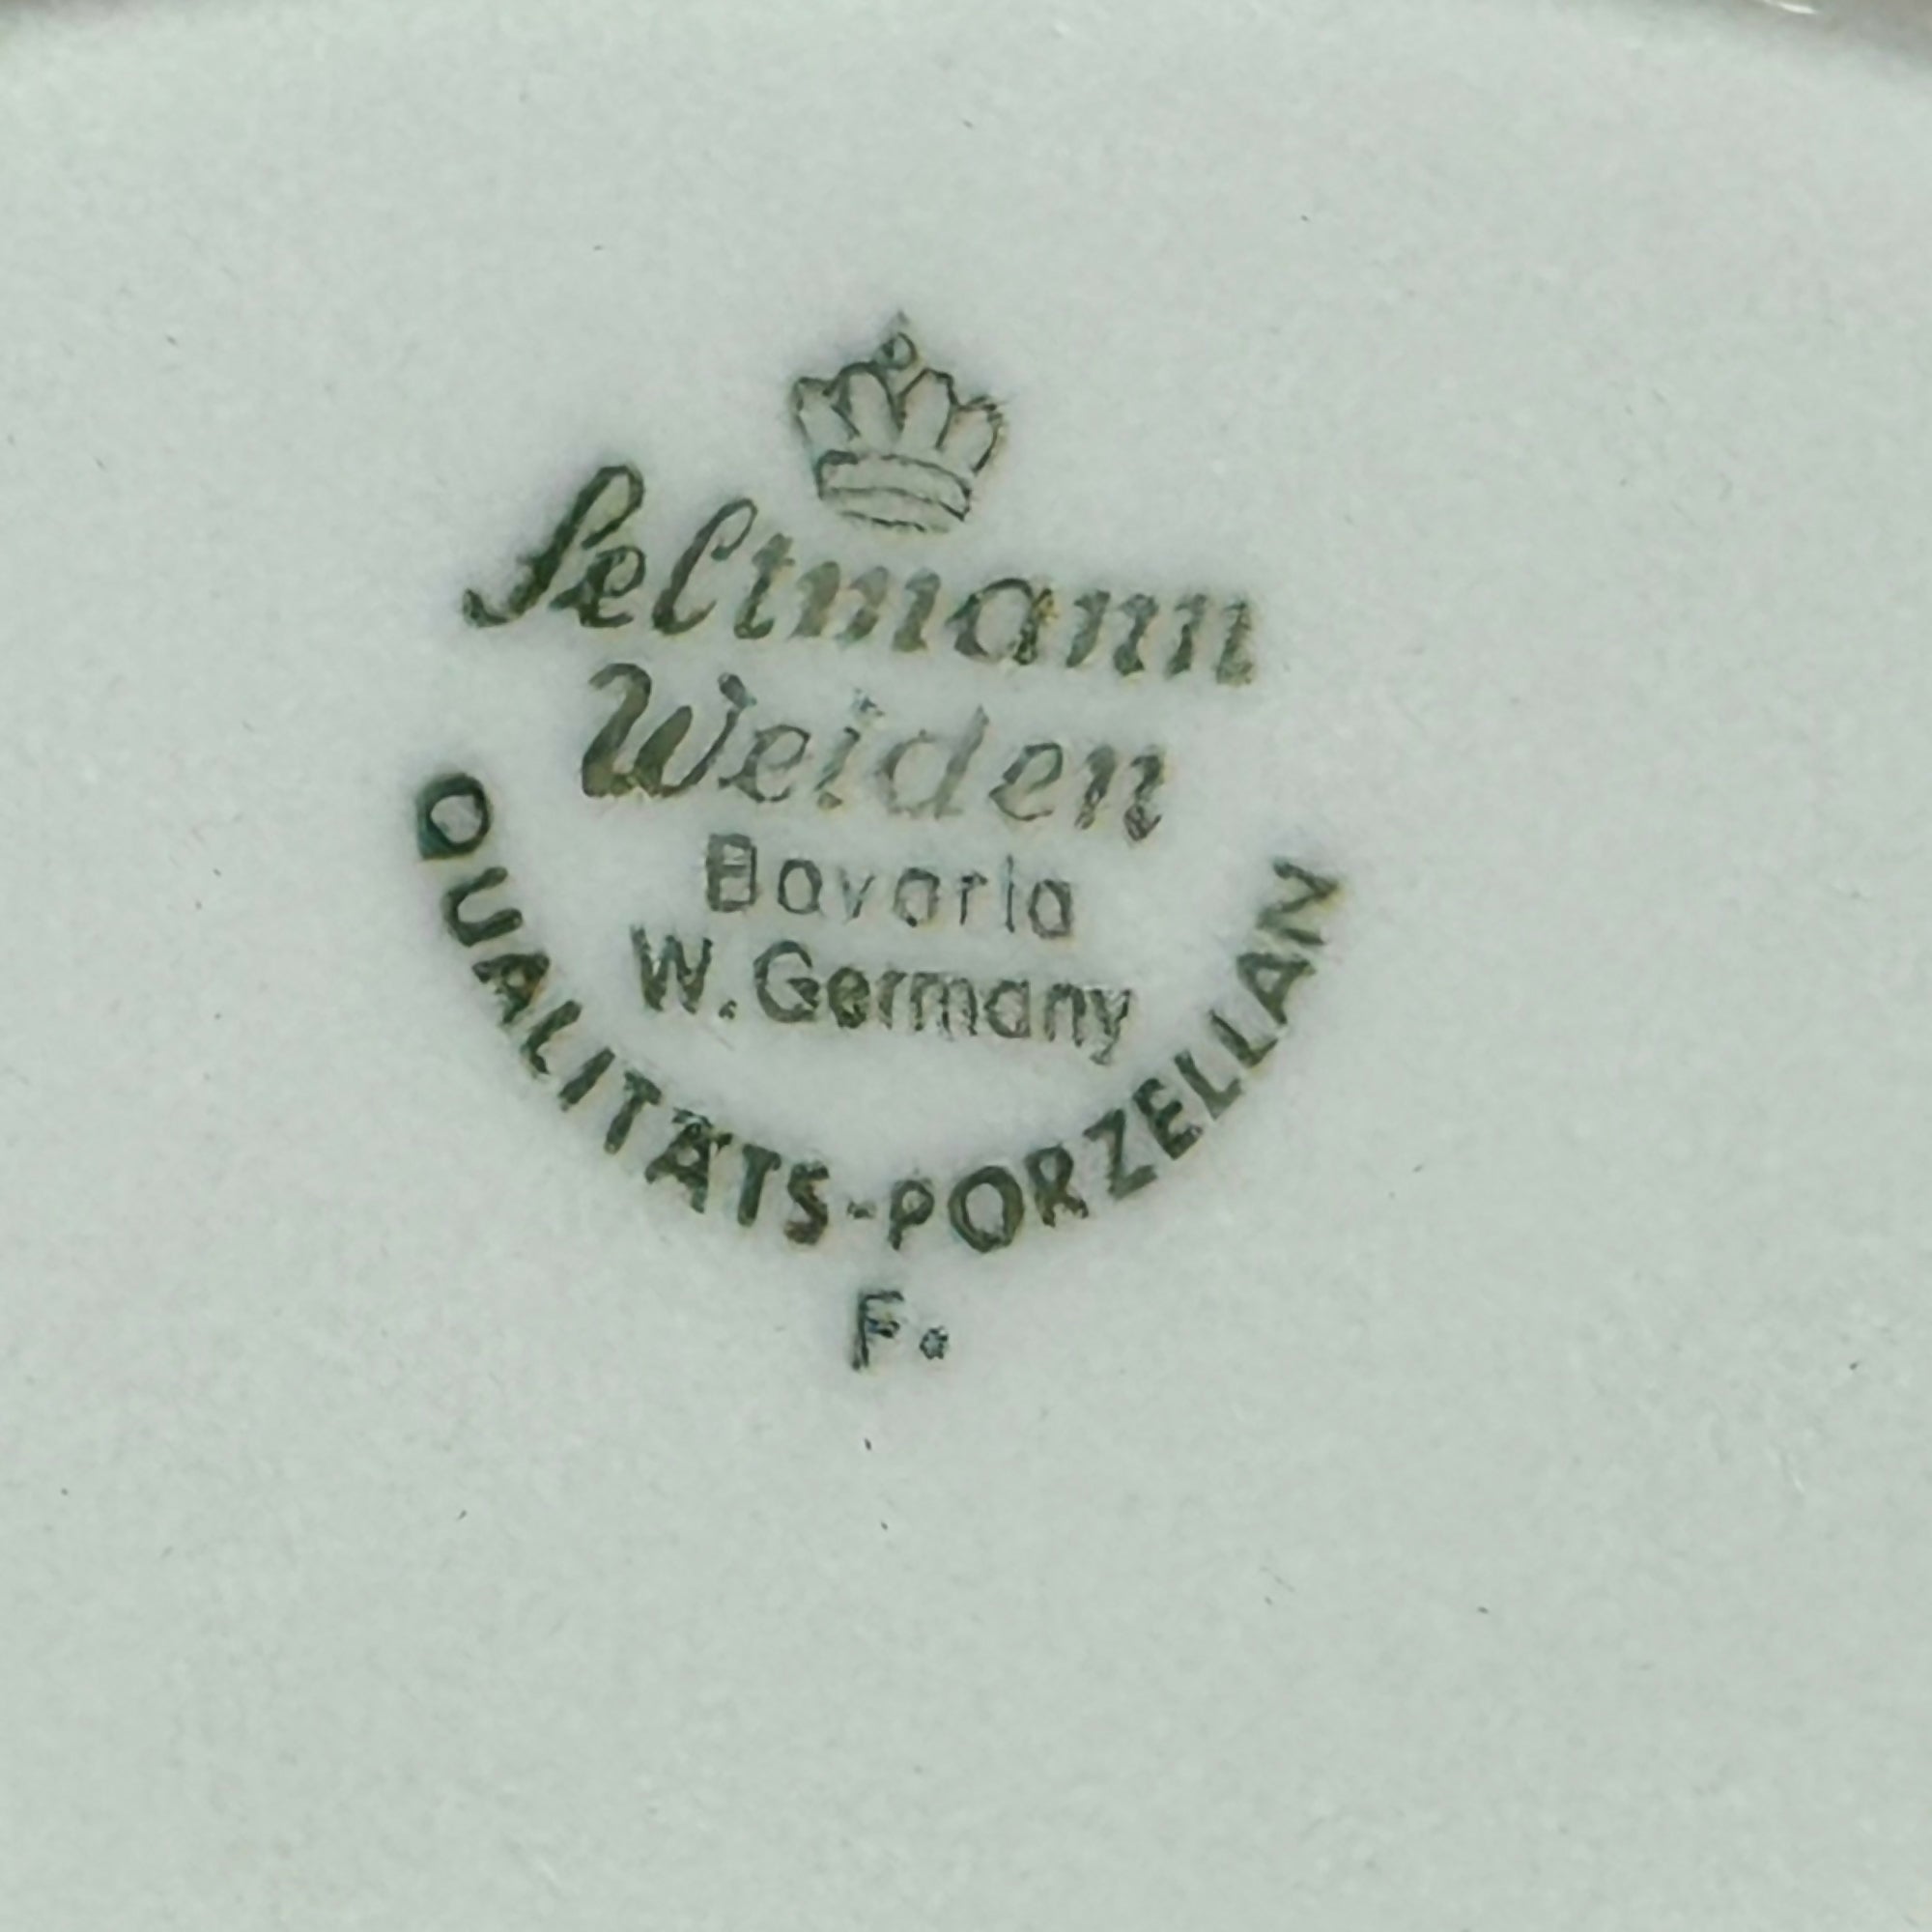 Seltmann
Weiden
Bavaria
W. Germany
QUALITÄTS-PORZELLAN
F.